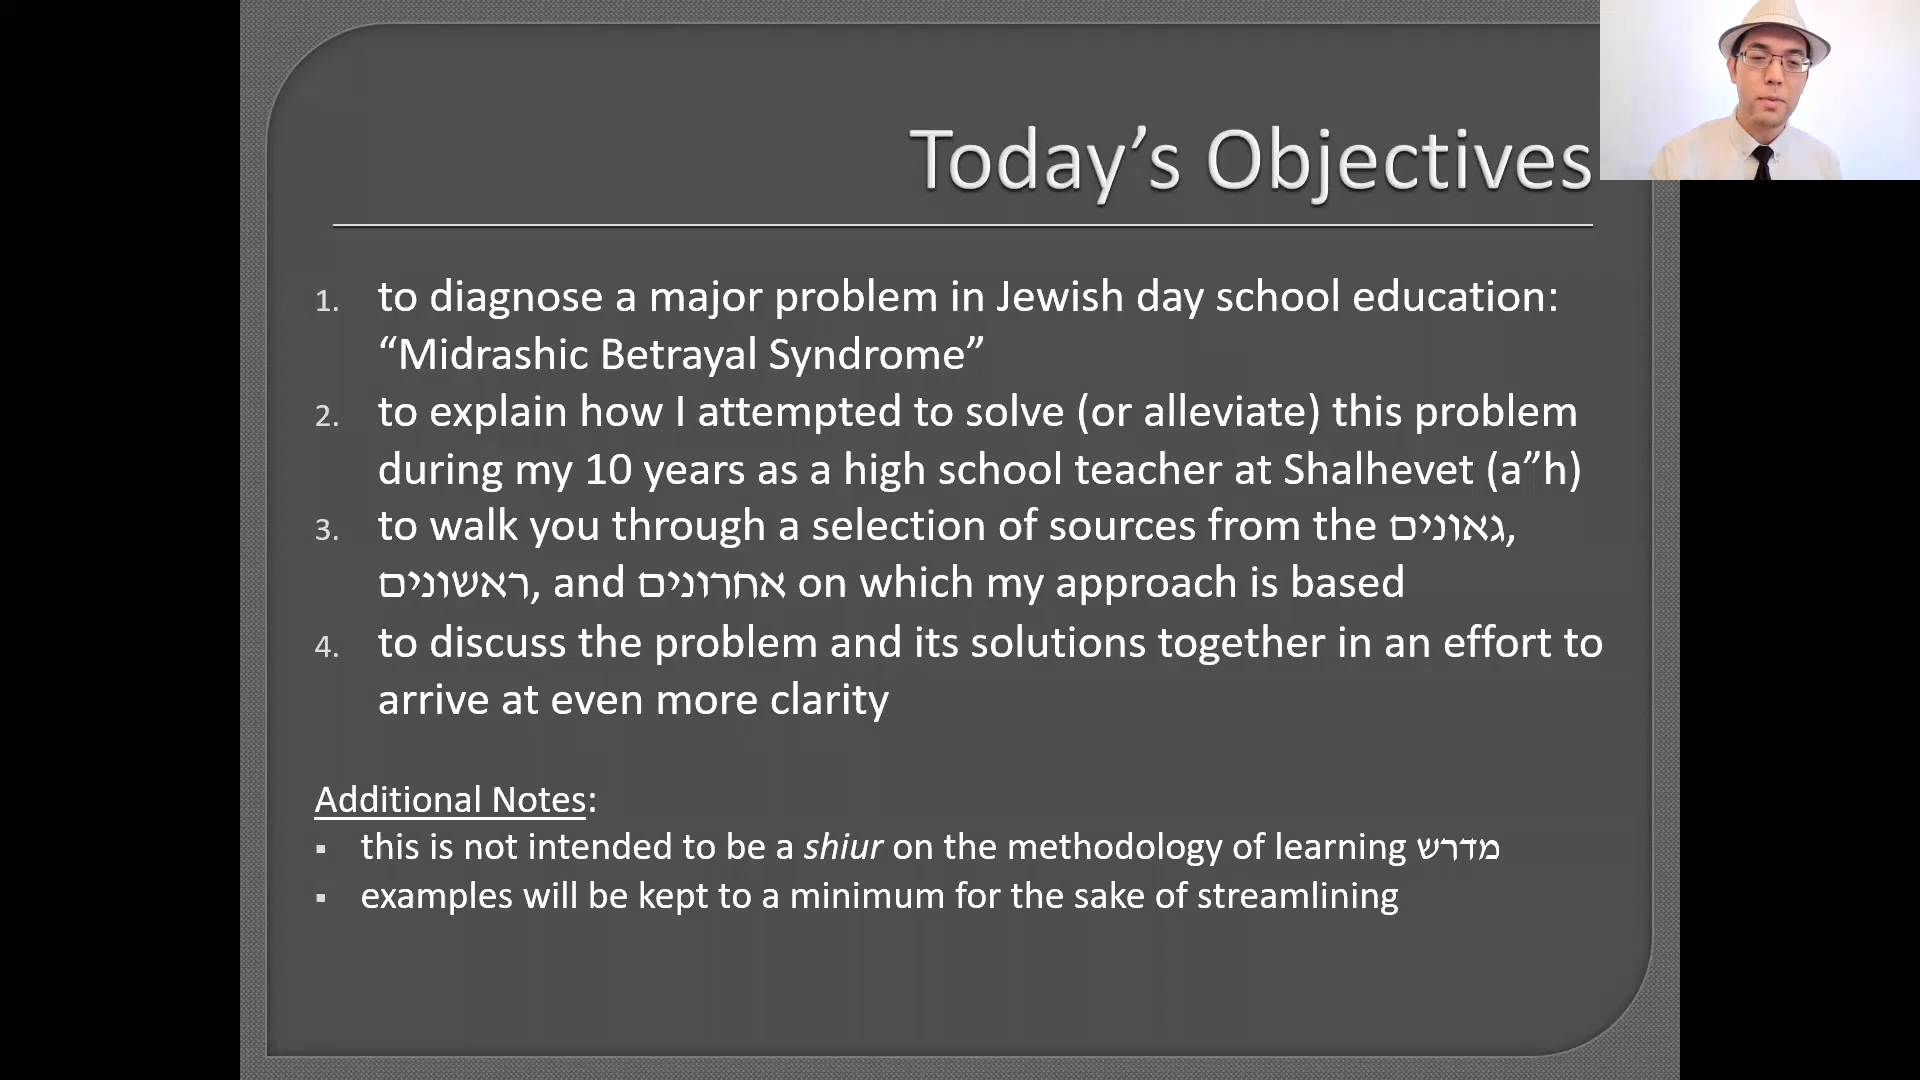 Today’s Objectives
1. to diagnose a major problem in Jewish day school education:
“Midrashic Betrayal Syndrome”
2. to explain how I attempted to solve (or alleviate) this problem
during my 10 years as a high school teacher at Shalhevet (a”h)
3. to walk you through a selection of sources from the גאונים,
ראשונים, and אחרונים on which my approach is based
4. to discuss the problem and its solutions together in an effort to
arrive at even more clarity
Additional Notes:
▪ this is not intended to be a shiur on the methodology of learning מדרש
▪ examples will be kept to a minimum for the sake of streamlining